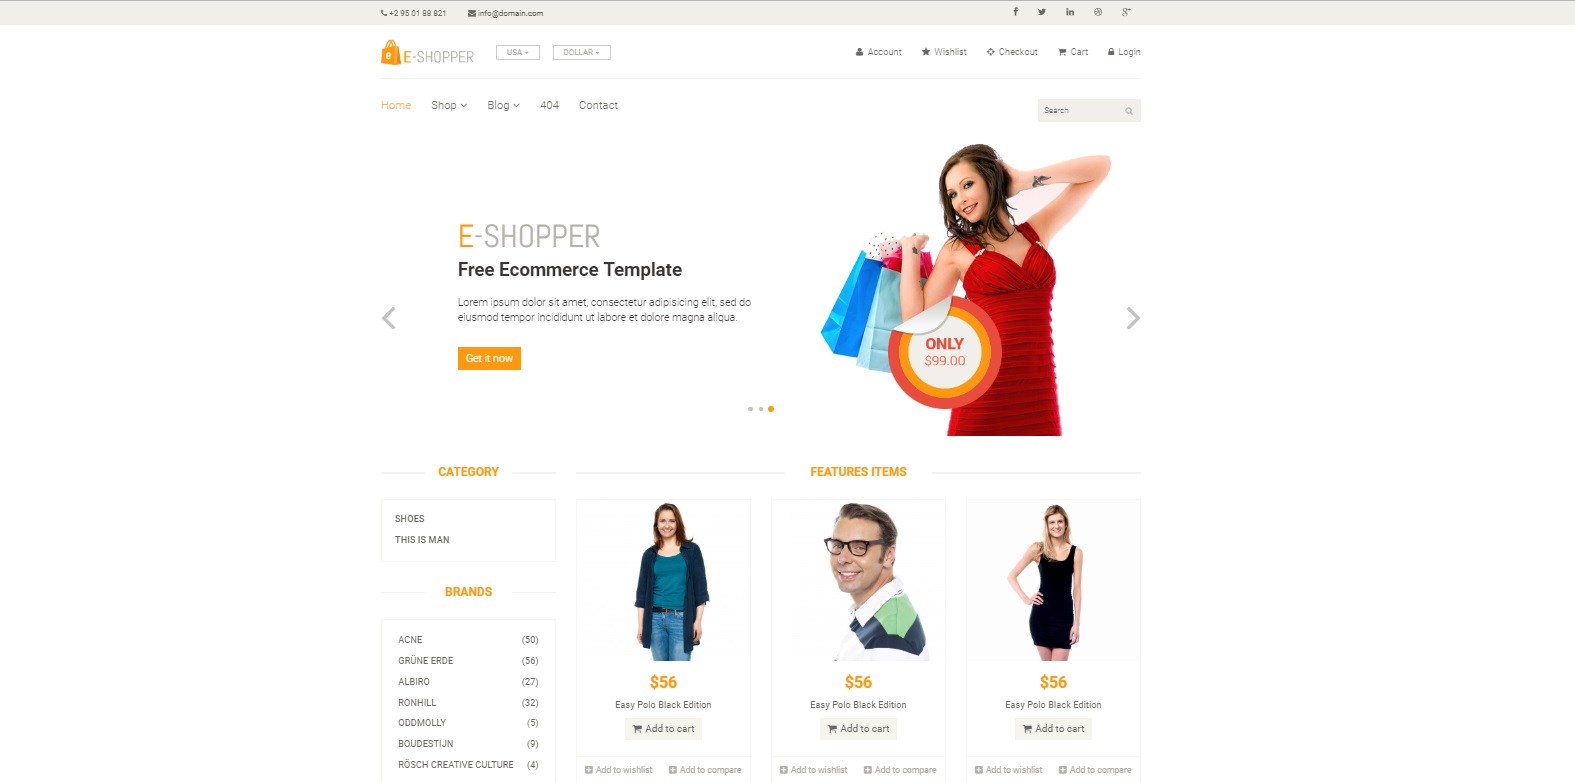 +2 95 01 88 821 info@domain.com
E-SHOPPER USA DOLLAR Account Wishlist Checkout Cart Login
Home Shop Blog 404 Contact Search
E-SHOPPER
Free Ecommerce Template
Lorem ipsum dolor sit amet, consectetur adipisicing elit, sed do
eiusmod tempor incididunt ut labore et dolore magna aliqua.
Get it now
ONLY
$99.00
CATEGORY
SHOES
THIS IS MAN
BRANDS
ACNE (50)
GRÜNE ERDE (56)
ALBIRO (27)
RONHILL (32)
ODDMOLLY (5)
BOUDESTIJN (9)
RÖSCH CREATIVE CULTURE (4)
FEATURES ITEMS
$56
Easy Polo Black Edition
Add to cart
Add to wishlist Add to compare
$56
Easy Polo Black Edition
Add to cart
Add to wishlist Add to compare
$56
Easy Polo Black Edition
Add to cart
Add to wishlist Add to compare